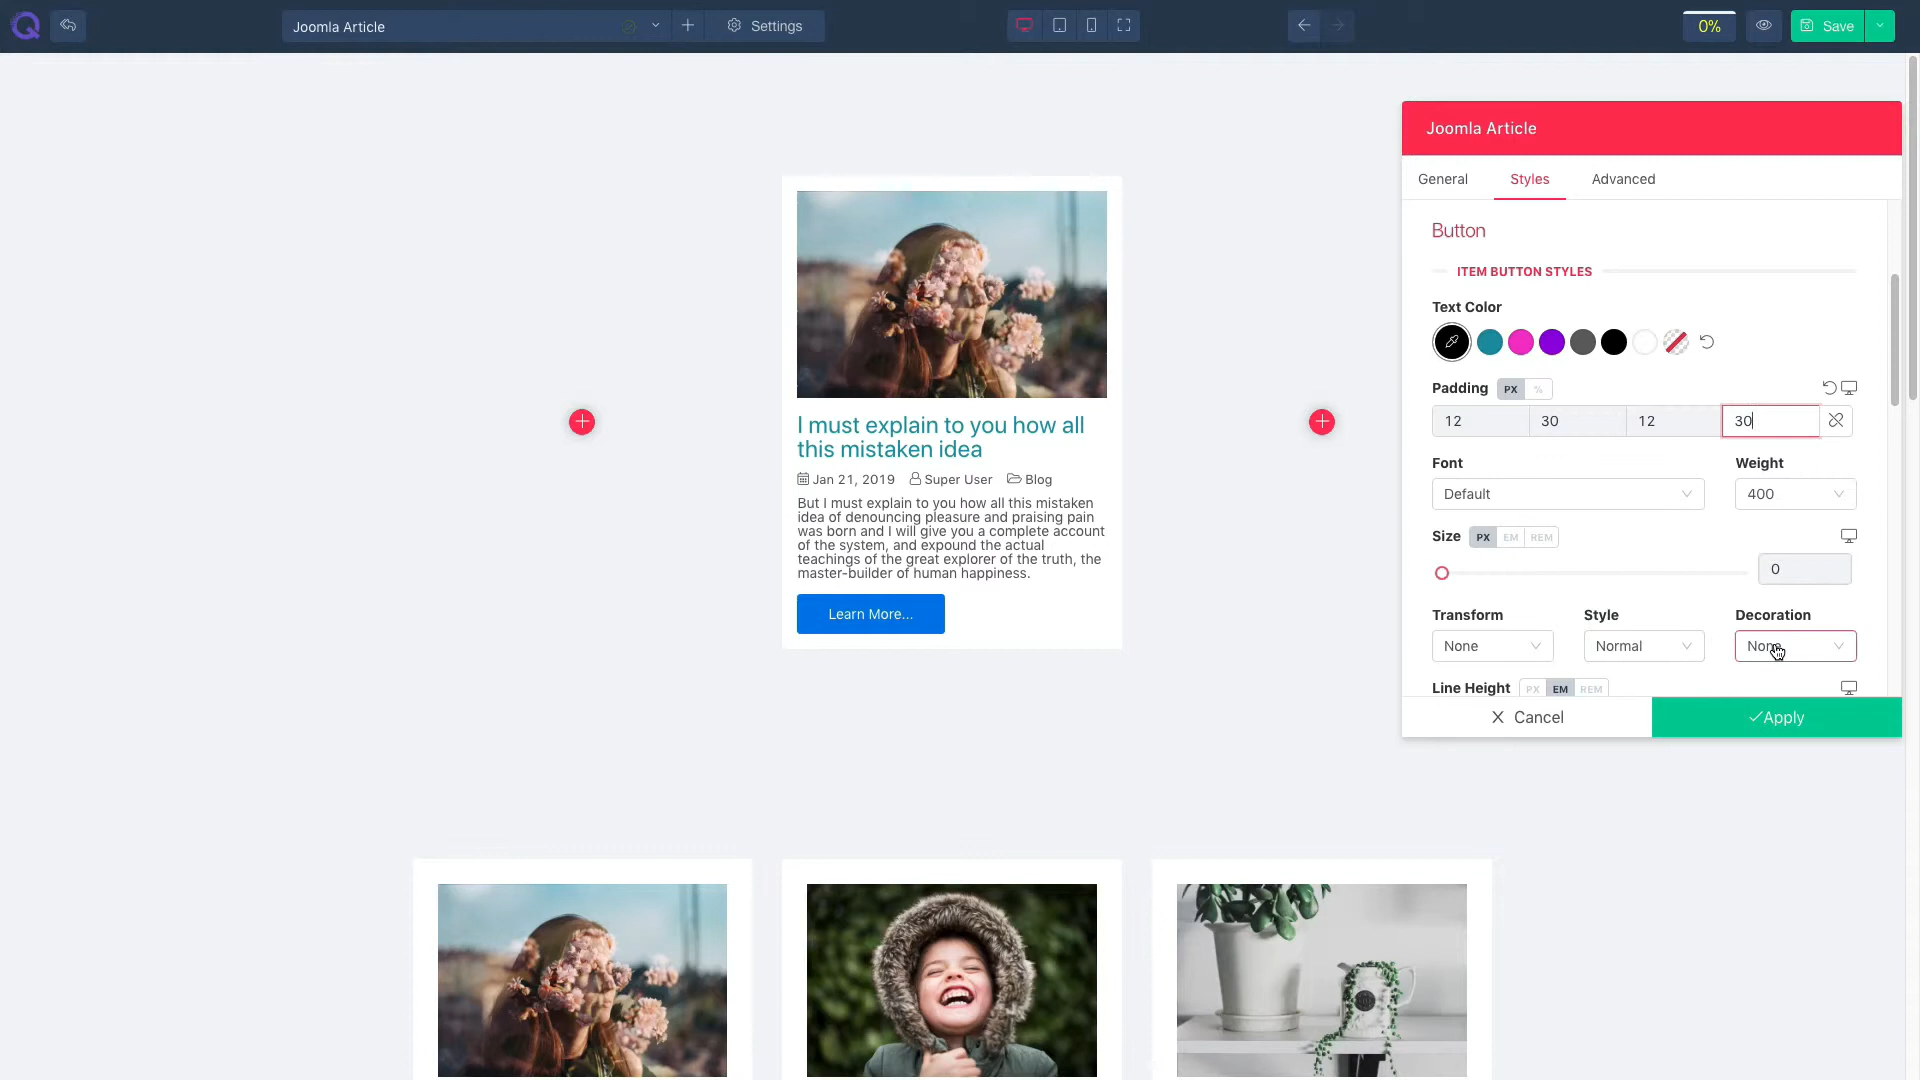 Joomla Article
Settings
0%
Save
Joomla Article
General
Styles
Advanced
Button
ITEM BUTTON STYLES
Text Color
Padding PX %
12 30 12 30
Font
Weight
Default
400
Size PX EM REM
0
Transform
Style
Decoration
None
Normal
None
Line Height PX EM REM
Cancel
Apply
I must explain to you how all
this mistaken idea
Jan 21, 2019 Super User Blog
But I must explain to you how all this mistaken
idea of denouncing pleasure and praising pain
was born and I will give you a complete account
of the system, and expound the actual
teachings of the great explorer of the truth, the
master-builder of human happiness.
Learn More...